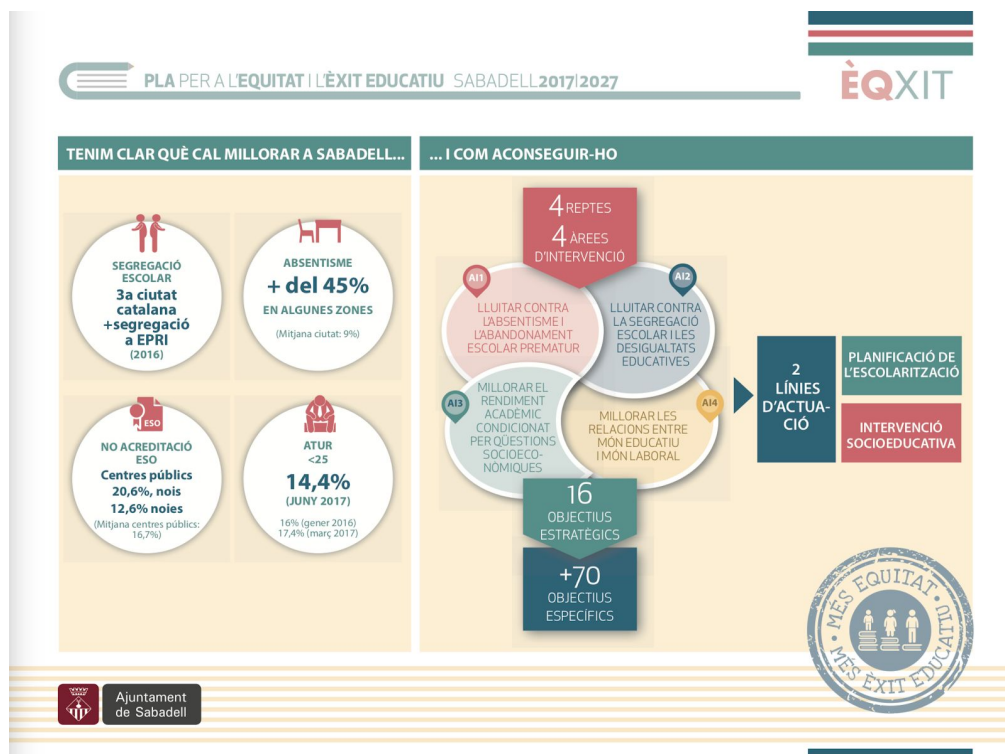 PLA PER A L'EQUITAT I L'ÈXIT EDUCATIU SABADELL2017|2027
ÈQXIT
TENIM CLAR QUÈ CAL MILLORAR A SABADELL...
SEGREGACIÓ
ESCOLAR
3a ciutat
catalana
+segregació
a EPRI
(2016)
ABSENTISME
+ del 45%
EN ALGUNES ZONES
(Mitjana ciutat: 9%)
ESO
NO ACREDITACIÓ
ESO
Centres públics
20,6%, nois
12,6% noies
(Mitjana centres públics:
16,7%)
ATUR
<25
14,4%
(JUNY 2017)
16% (gener 2016)
17,4% (març 2017)
... I COM ACONSEGUIR-HO
4 REPTES
4 ÀREES
D'INTERVENCIÓ
AI1
LLUITAR CONTRA
L'ABSENTISME I
L'ABANDONAMENT
ESCOLAR PREMATUR
AI2
LLUITAR CONTRA
LA SEGREGACIÓ
ESCOLAR I LES
DESIGUALTATS
EDUCATIVES
AI3
MILLORAR EL
RENDIMENT
ACADÈMIC
CONDICIONAT
PER QÜESTIONS
SOCIOECO-
NÒMIQUES
AI4
MILLORAR LES
RELACIONS ENTRE
MÓN EDUCATIU
I MÓN LABORAL
16
OBJECTIUS
ESTRATÈGICS
+70
OBJECTIUS
ESPECÍFICS
2
LÍNIES
D'ACTUA-
CIÓ
PLANIFICACIÓ DE
L'ESCOLARITZACIÓ
INTERVENCIÓ
SOCIOEDUCATIVA
MÉS EQUITAT
MÉS ÈXIT EDUCATIU
Ajuntament
de Sabadell